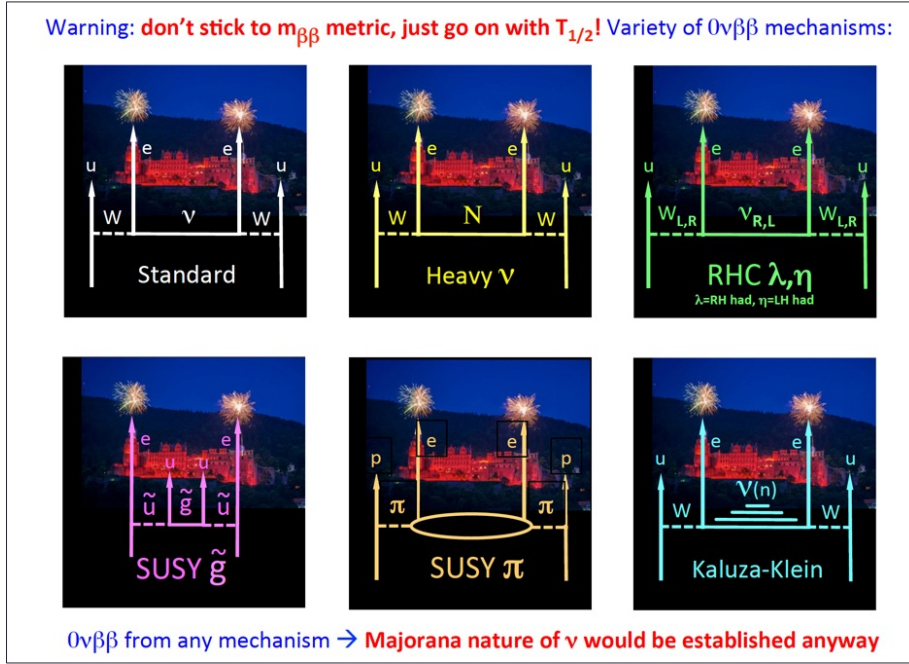 Warning: don't stick to mββ metric, just go on with T1/2! Variety of 0νββ mechanisms:
e e
u u
W ν W
Standard
e e
u u
W N W
Heavy ν
e e
u u
WL,R νR,L WL,R
RHC λ,η
λ=RH had, η=LH had
e e
u u
ũ g̃ ũ
SUSY g̃
e e
p p
π π
SUSY π
e e
u u
ν(n)
W W
Kaluza-Klein
0νββ from any mechanism → Majorana nature of ν would be established anyway